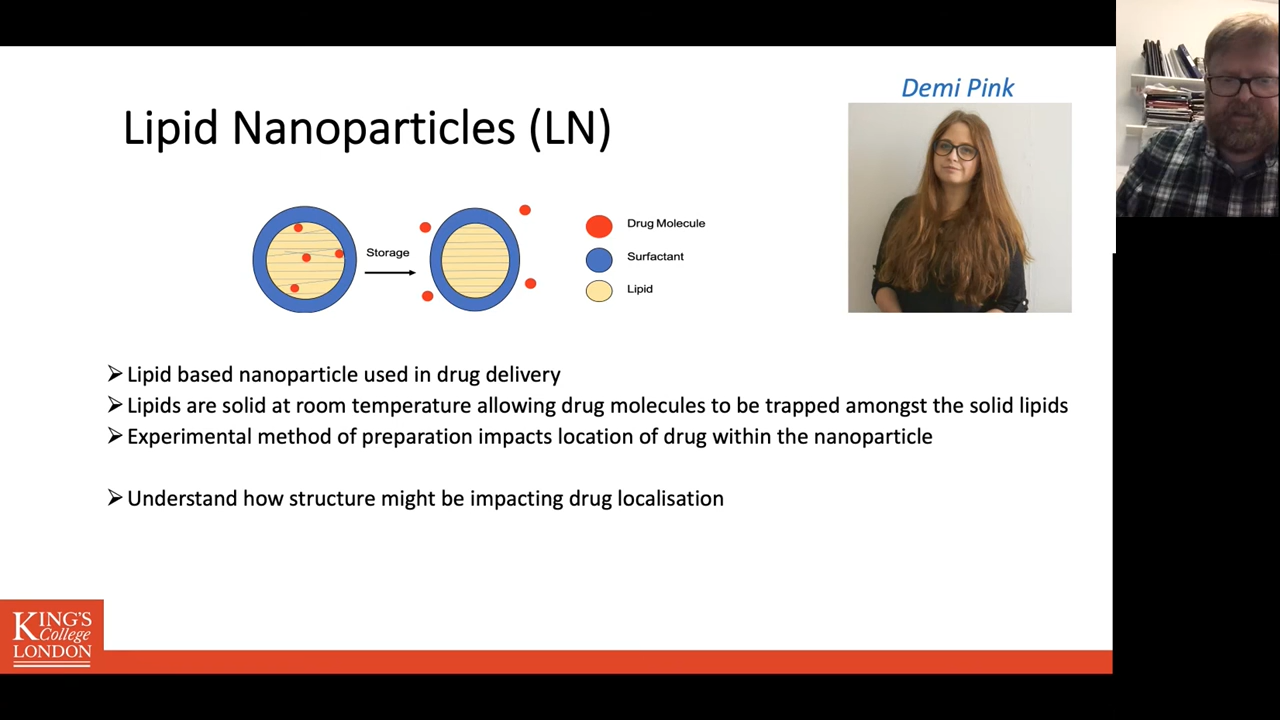 Demi Pink
Lipid Nanoparticles (LN)
Storage
Drug Molecule
Surfactant
Lipid
➢ Lipid based nanoparticle used in drug delivery
➢ Lipids are solid at room temperature allowing drug molecules to be trapped amongst the solid lipids
➢ Experimental method of preparation impacts location of drug within the nanoparticle
➢ Understand how structure might be impacting drug localisation
KING'S
College
LONDON